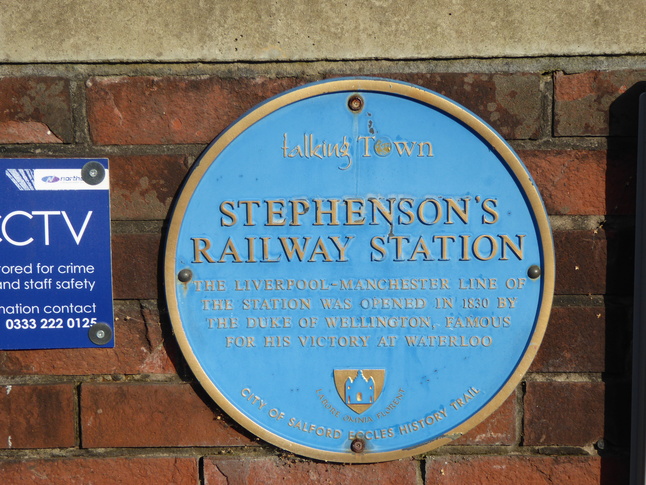 talking Town
STEPHENSON'S
RAILWAY STATION
THE LIVERPOOL-MANCHESTER LINE OF
THE STATION WAS OPENED IN 1830 BY
THE DUKE OF WELLINGTON, FAMOUS
FOR HIS VICTORY AT WATERLOO
CITY OF SALFORD ECCLES HISTORY TRAIL
north
CCTV
tored for crime
and staff safety
mation contact
0333 222 0125